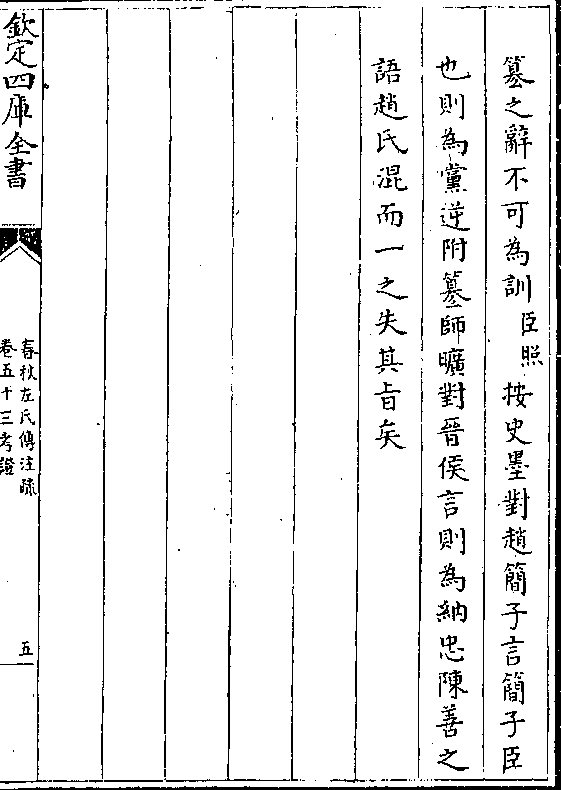 篡之辭不可為訓臣照按史墨對趙簡子言簡子臣
也則為黨逆附篡師曠對晉侯言則為納忠陳善之
語趙氏混而一之失其旨矣
欽定四庫全書
春秋左氏傳注疏
卷五十三考證
五